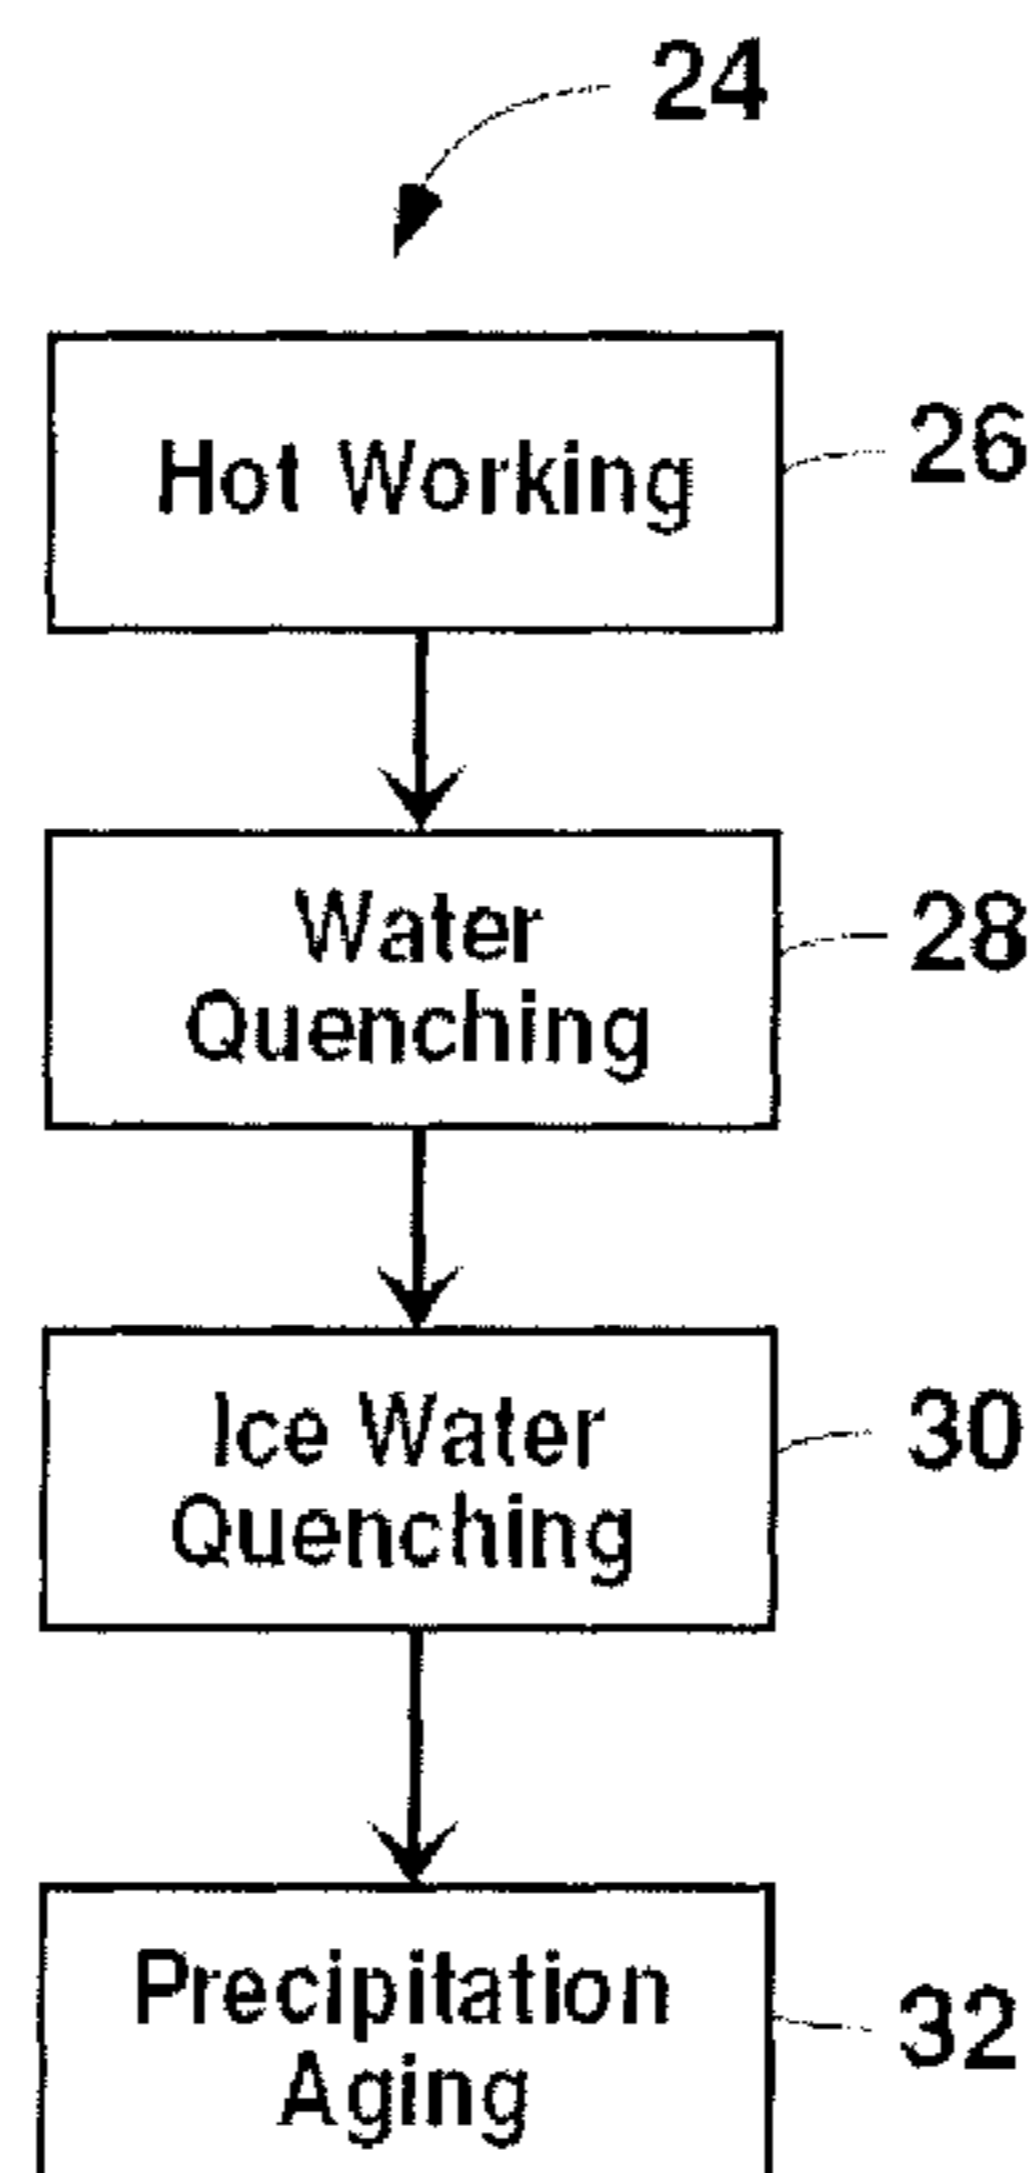 24
Hot Working
26
Water
Quenching
28
Ice Water
Quenching
30
Precipitation
Aging
32